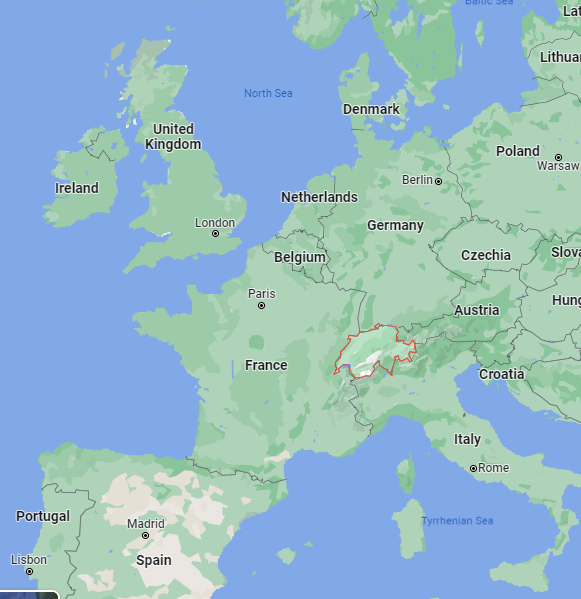 Baltic Sea
Lat
Lithuan
North Sea
Denmark
United
Kingdom
Poland
Warsaw
Berlin
Ireland
Netherlands
London
Germany
Belgium
Czechia
Slova
Paris
Hung
Austria
France
Croatia
Italy
Rome
Portugal
Tyrrhenian Sea
Madrid
Lisbon
Spain